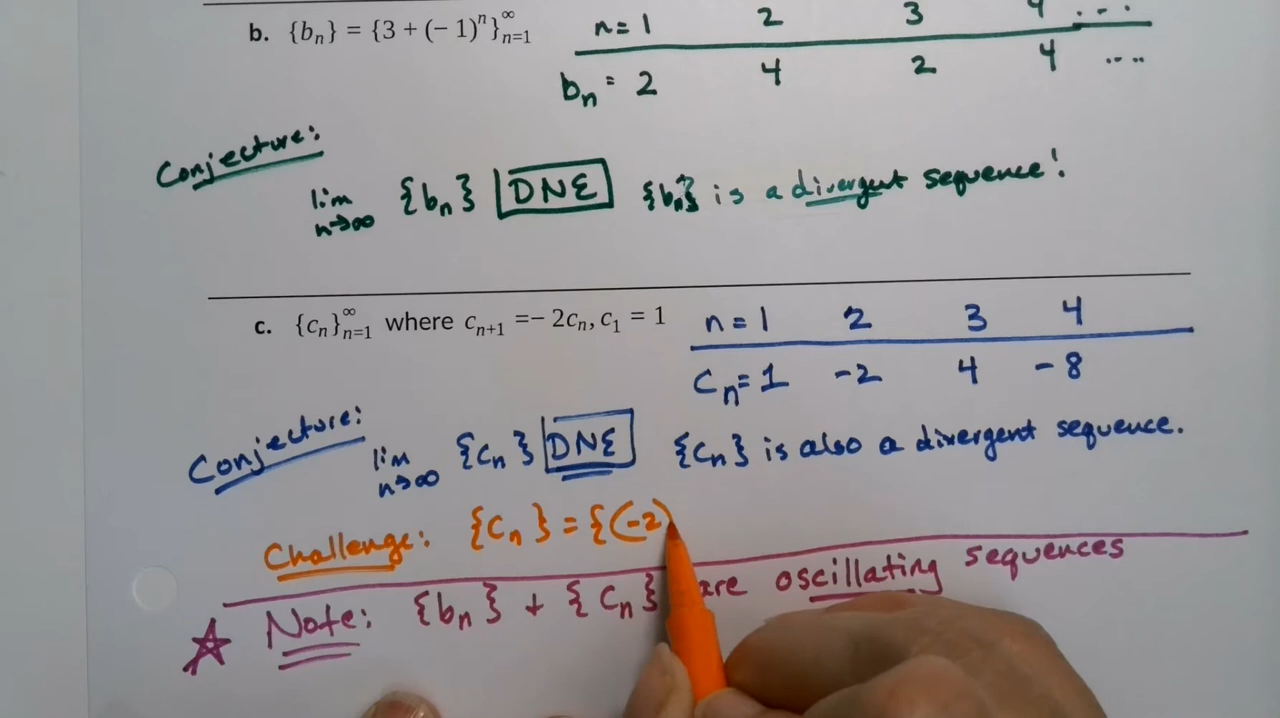 b. {bₙ} = {3 + (− 1)ⁿ}∞ₙ₌₁
n = 1 2 3 4 ....
bₙ = 2 4 2 4 ....
Conjecture:
lim n→∞ {bₙ} DNE {bₙ} is a divergent sequence!
c. {cₙ}∞ₙ₌₁ where cₙ₊₁ =− 2cₙ, c₁ = 1
n = 1 2 3 4
Cₙ = 1 -2 4 -8
Conjecture:
lim n→∞ {cₙ} DNE {cₙ} is also a divergent sequence.
Challenge: {cₙ} = {(-2)
Note: {bₙ} + {cₙ} are oscillating sequences